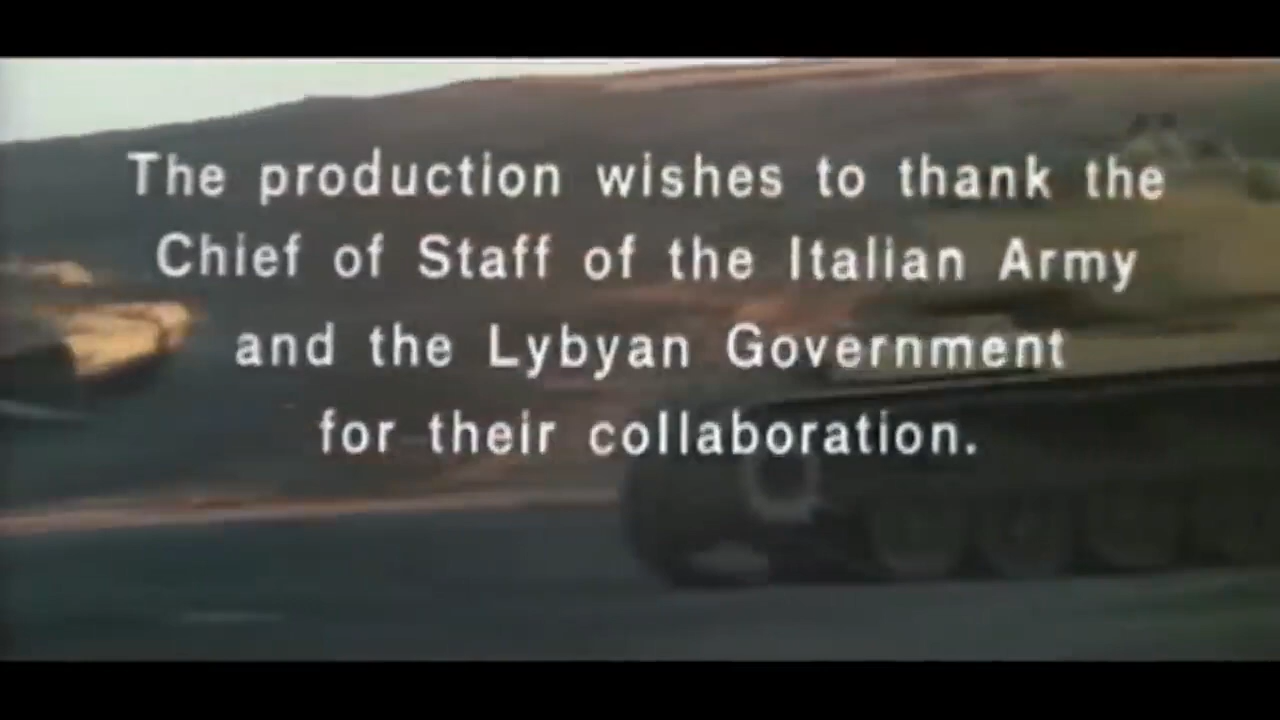 The production wishes to thank the
Chief of Staff of the Italian Army
and the Lybyan Government
for their collaboration.